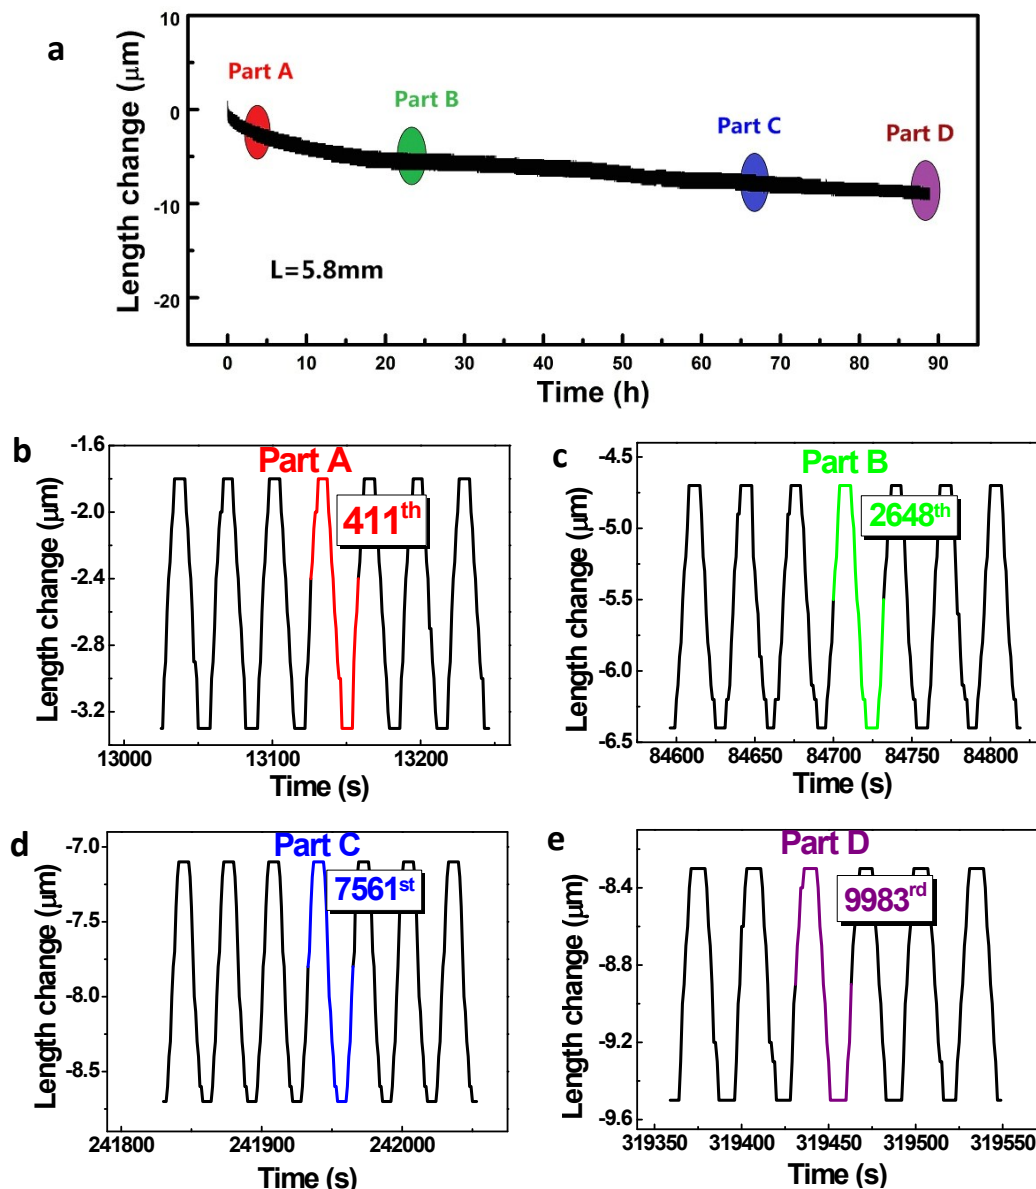 a
Length change (μm)
10
0
-10
-20
Part A
Part B
Part C
Part D
L=5.8mm
0 10 20 30 40 50 60 70 80 90
Time (h)
b
Length change (μm)
-1.6
-2.0
-2.4
-2.8
-3.2
Part A
411th
13000 13100 13200
Time (s)
c
Length change (μm)
-4.5
-5.0
-5.5
-6.0
-6.5
Part B
2648th
84600 84650 84700 84750 84800
Time (s)
d
Length change (μm)
-7.0
-7.5
-8.0
-8.5
Part C
7561st
241800 241900 242000
Time (s)
e
Length change (μm)
-8.4
-8.8
-9.2
-9.6
Part D
9983rd
319350 319400 319450 319500 319550
Time (s)